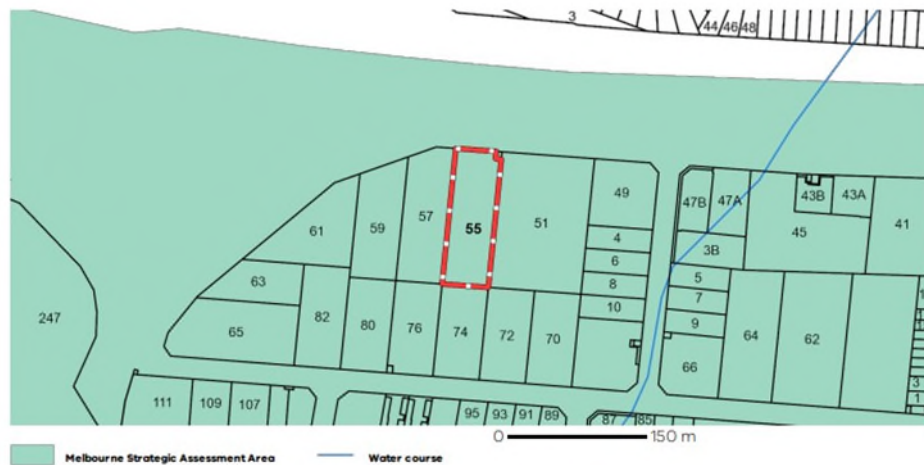 3
44 46 48
49
47B 47A 43B 43A
57 55 51 45 41
61 59 4 3B
6
63 8 5
10 7
247 65 82 80 76 74 72 70 9 64 62
66
3
111 109 107 95 93 91 89 87 85 1
0 150 m
Melbourne Strategic Assessment Area Water course